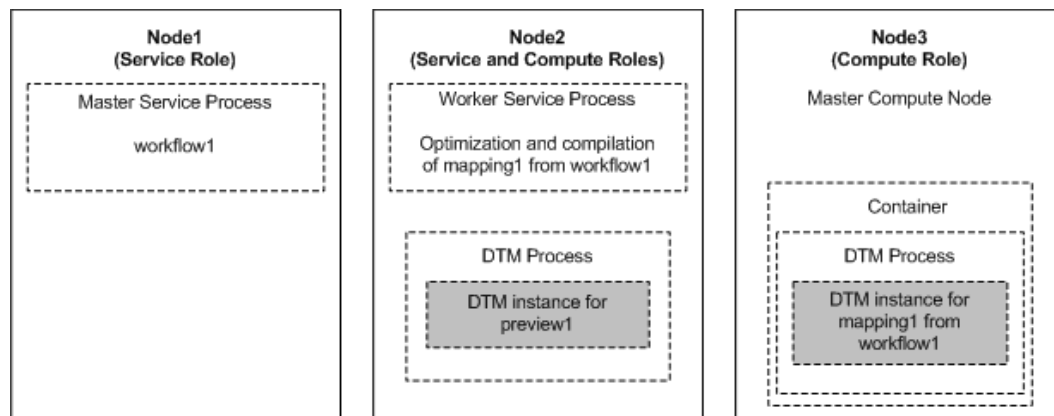 Node1
(Service Role)
Master Service Process
workflow1
Node2
(Service and Compute Roles)
Worker Service Process
Optimization and compilation
of mapping1 from workflow1
DTM Process
DTM instance for
preview1
Node3
(Compute Role)
Master Compute Node
Container
DTM Process
DTM instance for
mapping1 from
workflow1